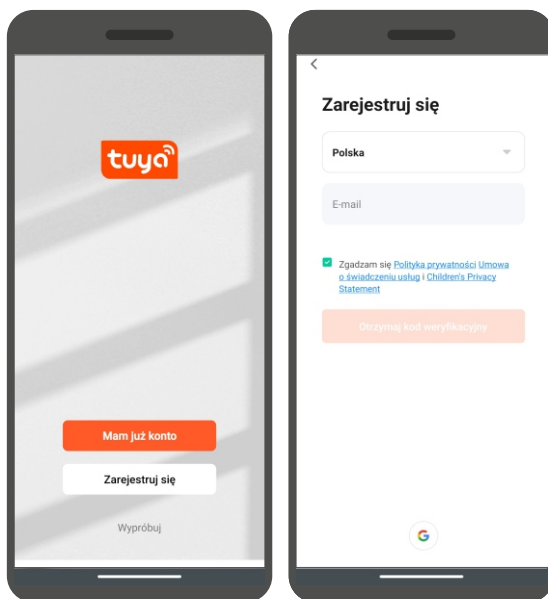 tuya
Mam już konto
Zarejestruj się
Wypróbuj
Zarejestruj się
Polska
E-mail
Zgadzam się Polityka prywatności Umowa
o świadczeniu usług i Children's Privacy
Statement
Otrzymaj kod weryfikacyjny
G